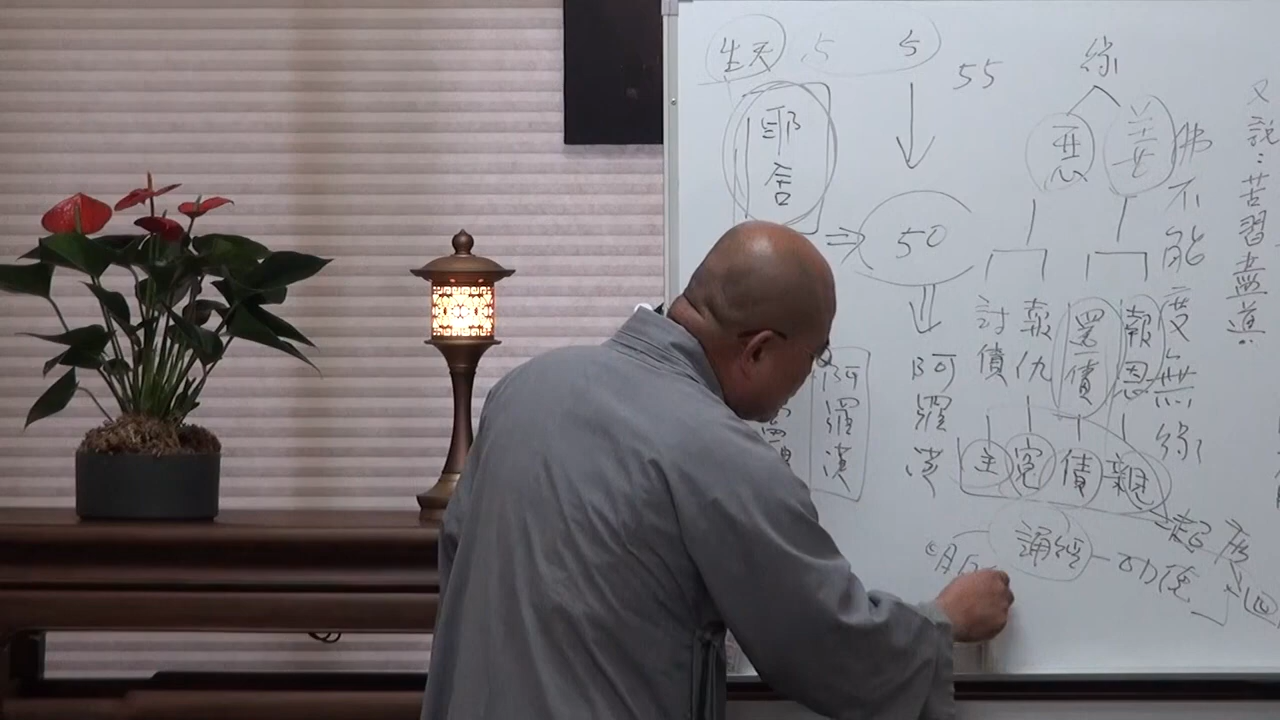 又說：苦習盡道
佛不能度無緣
緣
惡 善
討債 報仇 還債 報恩
主 冤 債 親
超度
迴
誦經 功德
生天 5 5
55
耶舍
50
阿羅漢
阿羅漢